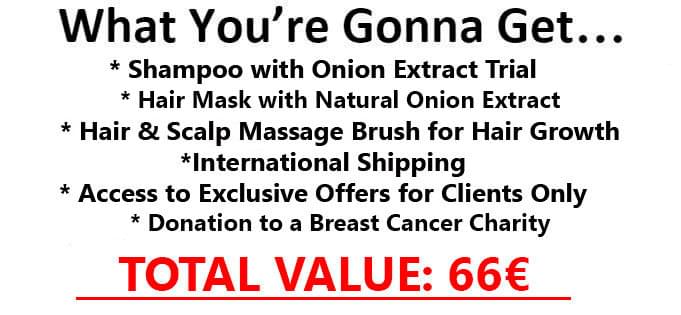 What You’re Gonna Get...
* Shampoo with Onion Extract Trial
* Hair Mask with Natural Onion Extract
* Hair & Scalp Massage Brush for Hair Growth
*International Shipping
* Access to Exclusive Offers for Clients Only
* Donation to a Breast Cancer Charity
TOTAL VALUE: 66€